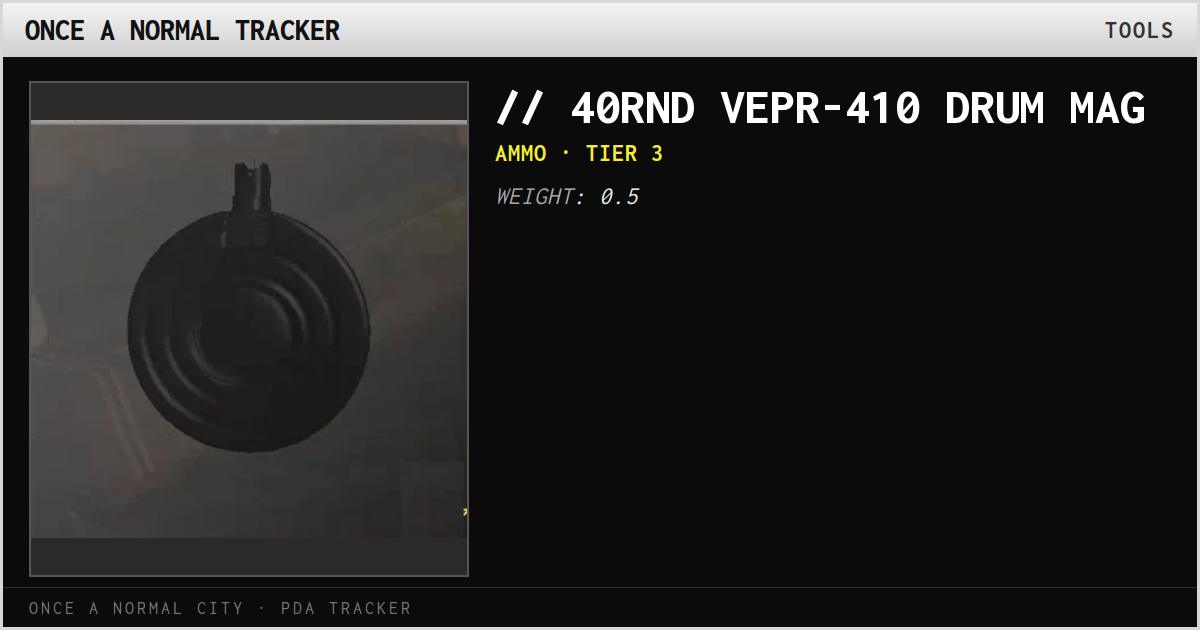 ONCE A NORMAL TRACKER
TOOLS
// 40RND VEPR-410 DRUM MAG
AMMO · TIER 3
WEIGHT: 0.5
ONCE A NORMAL CITY · PDA TRACKER